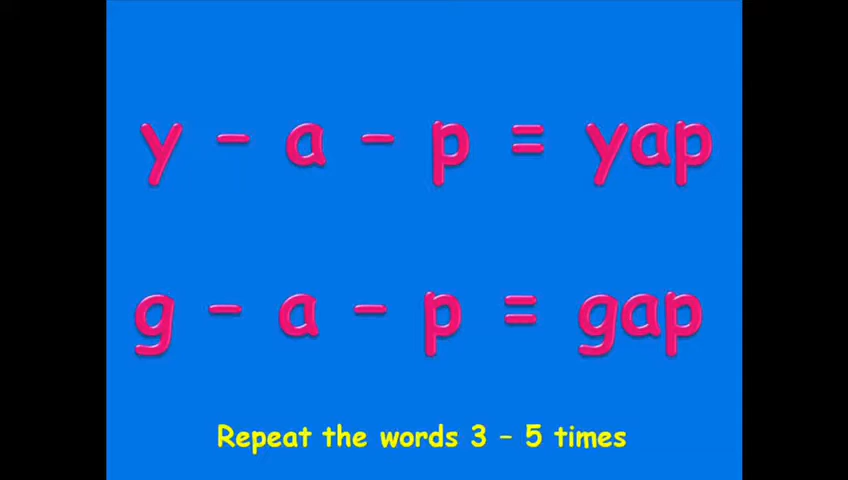 y – a – p = yap
g – a – p = gap
Repeat the words 3 – 5 times